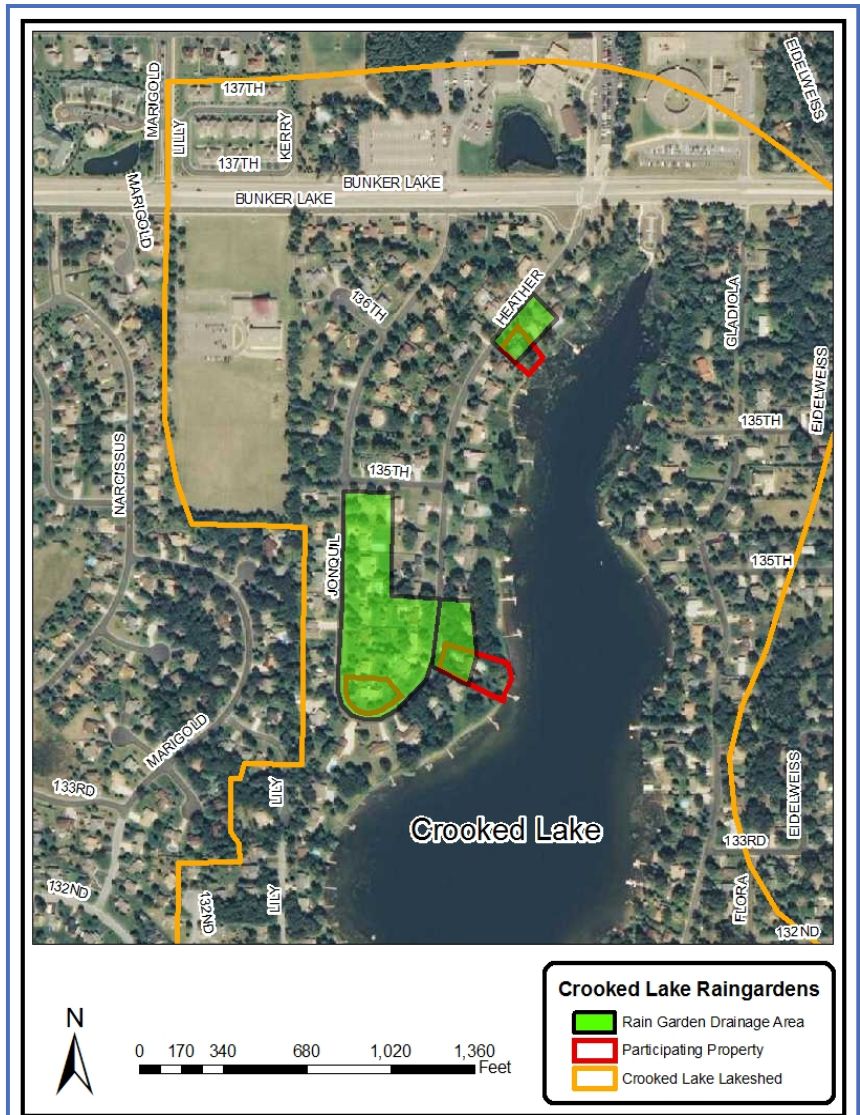 EIDELWEISS
MARIGOLD
137TH
LILLY
KERRY
137TH
BUNKER LAKE
BUNKER LAKE
MARIGOLD
HEATHER
136TH
GLADIOLA
EIDELWEISS
135TH
NARCISSUS
135TH
JONQUIL
135TH
MARIGOLD
133RD
LILY
EIDELWEISS
Crooked Lake
133RD
132ND
132ND
LILY
FLORA
132ND
N
0 170 340 680 1,020 1,360
Feet
Crooked Lake Raingardens
Rain Garden Drainage Area
Participating Property
Crooked Lake Lakeshed